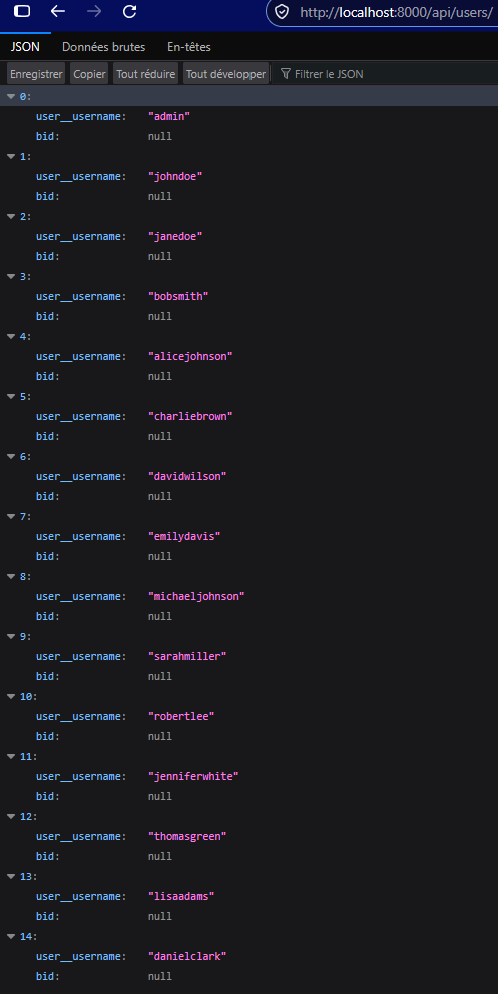 http://localhost:8000/api/users/
JSON Données brutes En-têtes
Enregistrer Copier Tout réduire Tout développer Filtrer le JSON
0:
user__username: "admin"
bid: null
1:
user__username: "johndoe"
bid: null
2:
user__username: "janedoe"
bid: null
3:
user__username: "bobsmith"
bid: null
4:
user__username: "alicejohnson"
bid: null
5:
user__username: "charliebrown"
bid: null
6:
user__username: "davidwilson"
bid: null
7:
user__username: "emilydavis"
bid: null
8:
user__username: "michaeljohnson"
bid: null
9:
user__username: "sarahmiller"
bid: null
10:
user__username: "robertlee"
bid: null
11:
user__username: "jenniferwhite"
bid: null
12:
user__username: "thomasgreen"
bid: null
13:
user__username: "lisaadams"
bid: null
14:
user__username: "danielclark"
bid: null